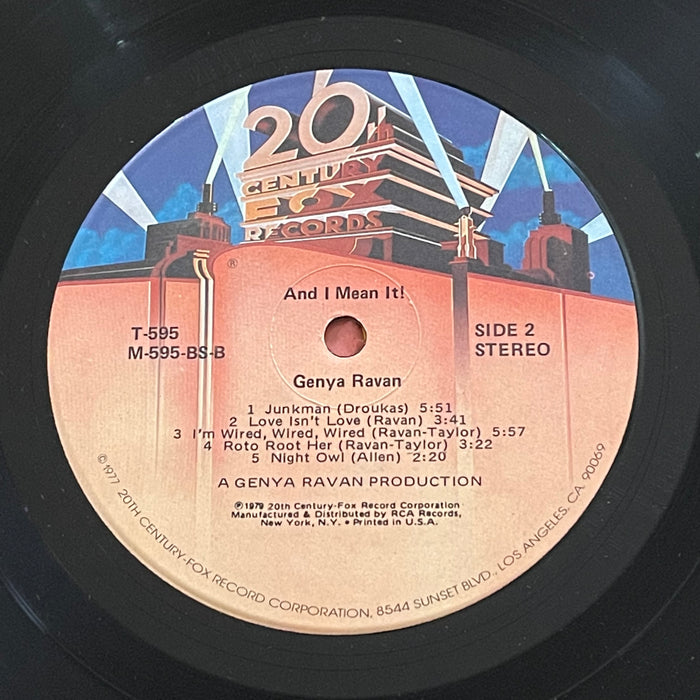 20th
CENTURY
FOX
RECORDS
®
And I Mean It!
T-595
M-595-BS-B
SIDE 2
STEREO
Genya Ravan
1 Junkman (Droukas) 5:51
2 Love Isn't Love (Ravan) 3:41
3 I'm Wired, Wired, Wired (Ravan-Taylor) 5:57
4 Roto Root Her (Ravan-Taylor) 3:22
5 Night Owl (Allen) 2:20
A GENYA RAVAN PRODUCTION
℗1979 20th Century-Fox Record Corporation
Manufactured & Distributed by RCA Records,
New York, N.Y. • Printed in U.S.A.
©1977 20TH CENTURY-FOX RECORD CORPORATION, 8544 SUNSET BLVD., LOS ANGELES, CA 90069